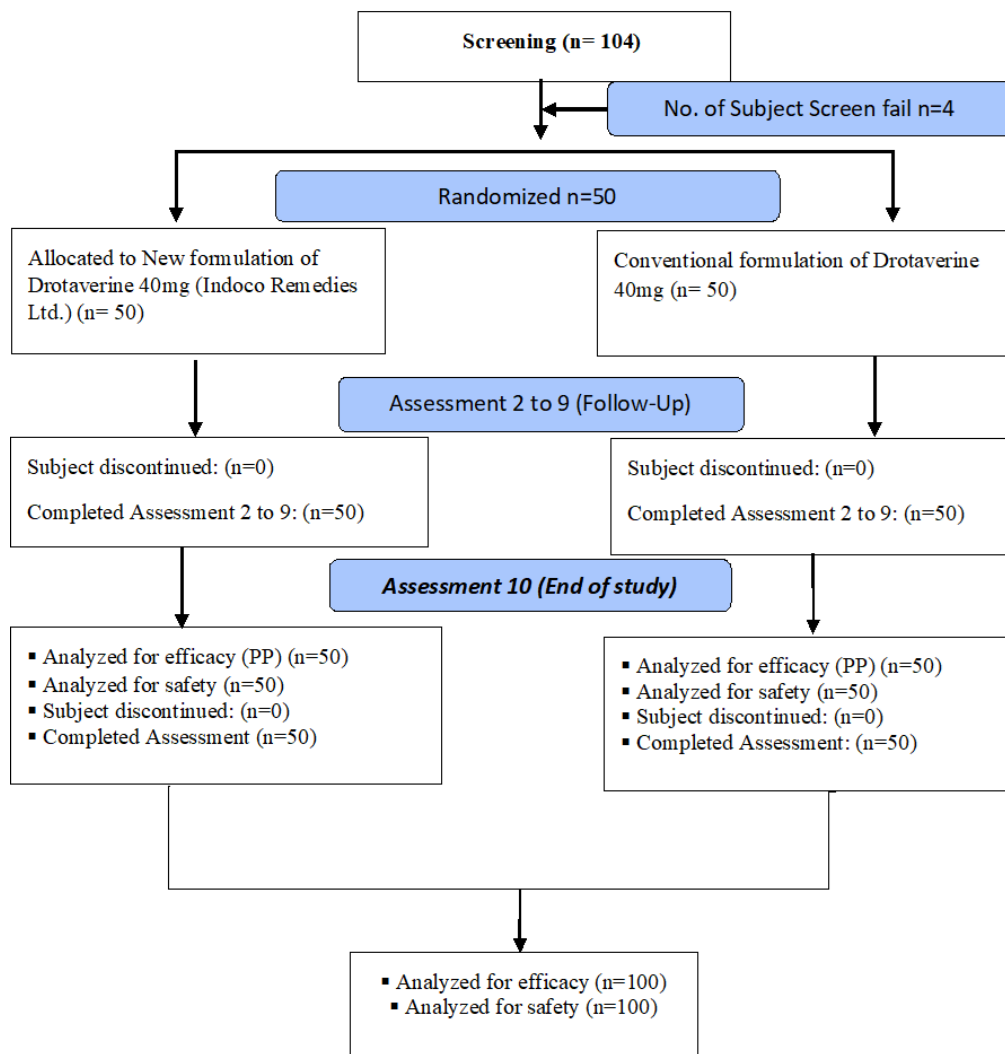 Screening (n= 104)
No. of Subject Screen fail n=4
Randomized n=50
Allocated to New formulation of
Drotaverine 40mg (Indoco Remedies
Ltd.) (n= 50)
Conventional formulation of Drotaverine
40mg (n= 50)
Assessment 2 to 9 (Follow-Up)
Subject discontinued: (n=0)
Completed Assessment 2 to 9: (n=50)
Subject discontinued: (n=0)
Completed Assessment 2 to 9: (n=50)
Assessment 10 (End of study)
▪ Analyzed for efficacy (PP) (n=50)
▪ Analyzed for safety (n=50)
▪ Subject discontinued: (n=0)
▪ Completed Assessment (n=50)
▪ Analyzed for efficacy (PP) (n=50)
▪ Analyzed for safety (n=50)
▪ Subject discontinued: (n=0)
▪ Completed Assessment: (n=50)
▪ Analyzed for efficacy (n=100)
▪ Analyzed for safety (n=100)